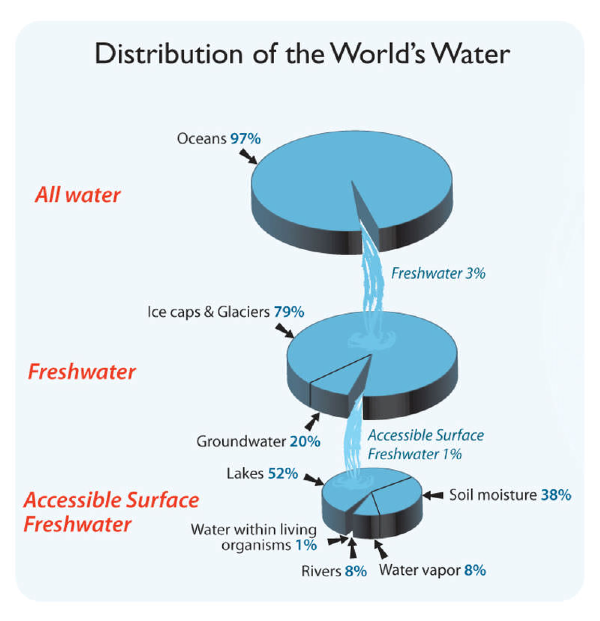 Distribution of the World's Water
Oceans 97%
All water
Freshwater 3%
Ice caps & Glaciers 79%
Freshwater
Groundwater 20%
Accessible Surface
Freshwater 1%
Lakes 52%
Soil moisture 38%
Accessible Surface
Freshwater
Water within living
organisms 1%
Rivers 8%
Water vapor 8%